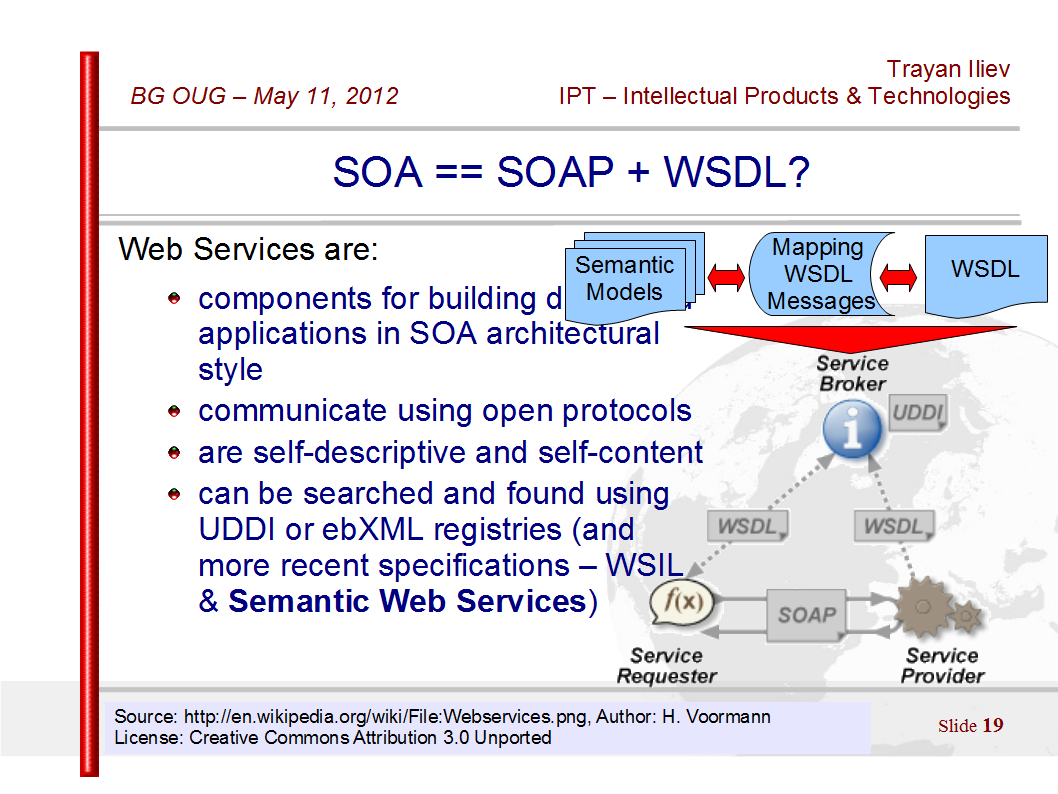 Trayan Iliev
BG OUG – May 11, 2012
IPT – Intellectual Products & Technologies
SOA == SOAP + WSDL?
Web Services are:
components for building
applications in SOA architectural
style
communicate using open protocols
are self-descriptive and self-content
can be searched and found using
UDDI or ebXML registries (and
more recent specifications – WSIL
& Semantic Web Services)
Semantic
Models
Mapping
WSDL
Messages
WSDL
Service
Broker
UDDI
WSDL
WSDL
f(x)
SOAP
Service
Requester
Service
Provider
Source: http://en.wikipedia.org/wiki/File:Webservices.png, Author: H. Voormann
License: Creative Commons Attribution 3.0 Unported
Slide 19